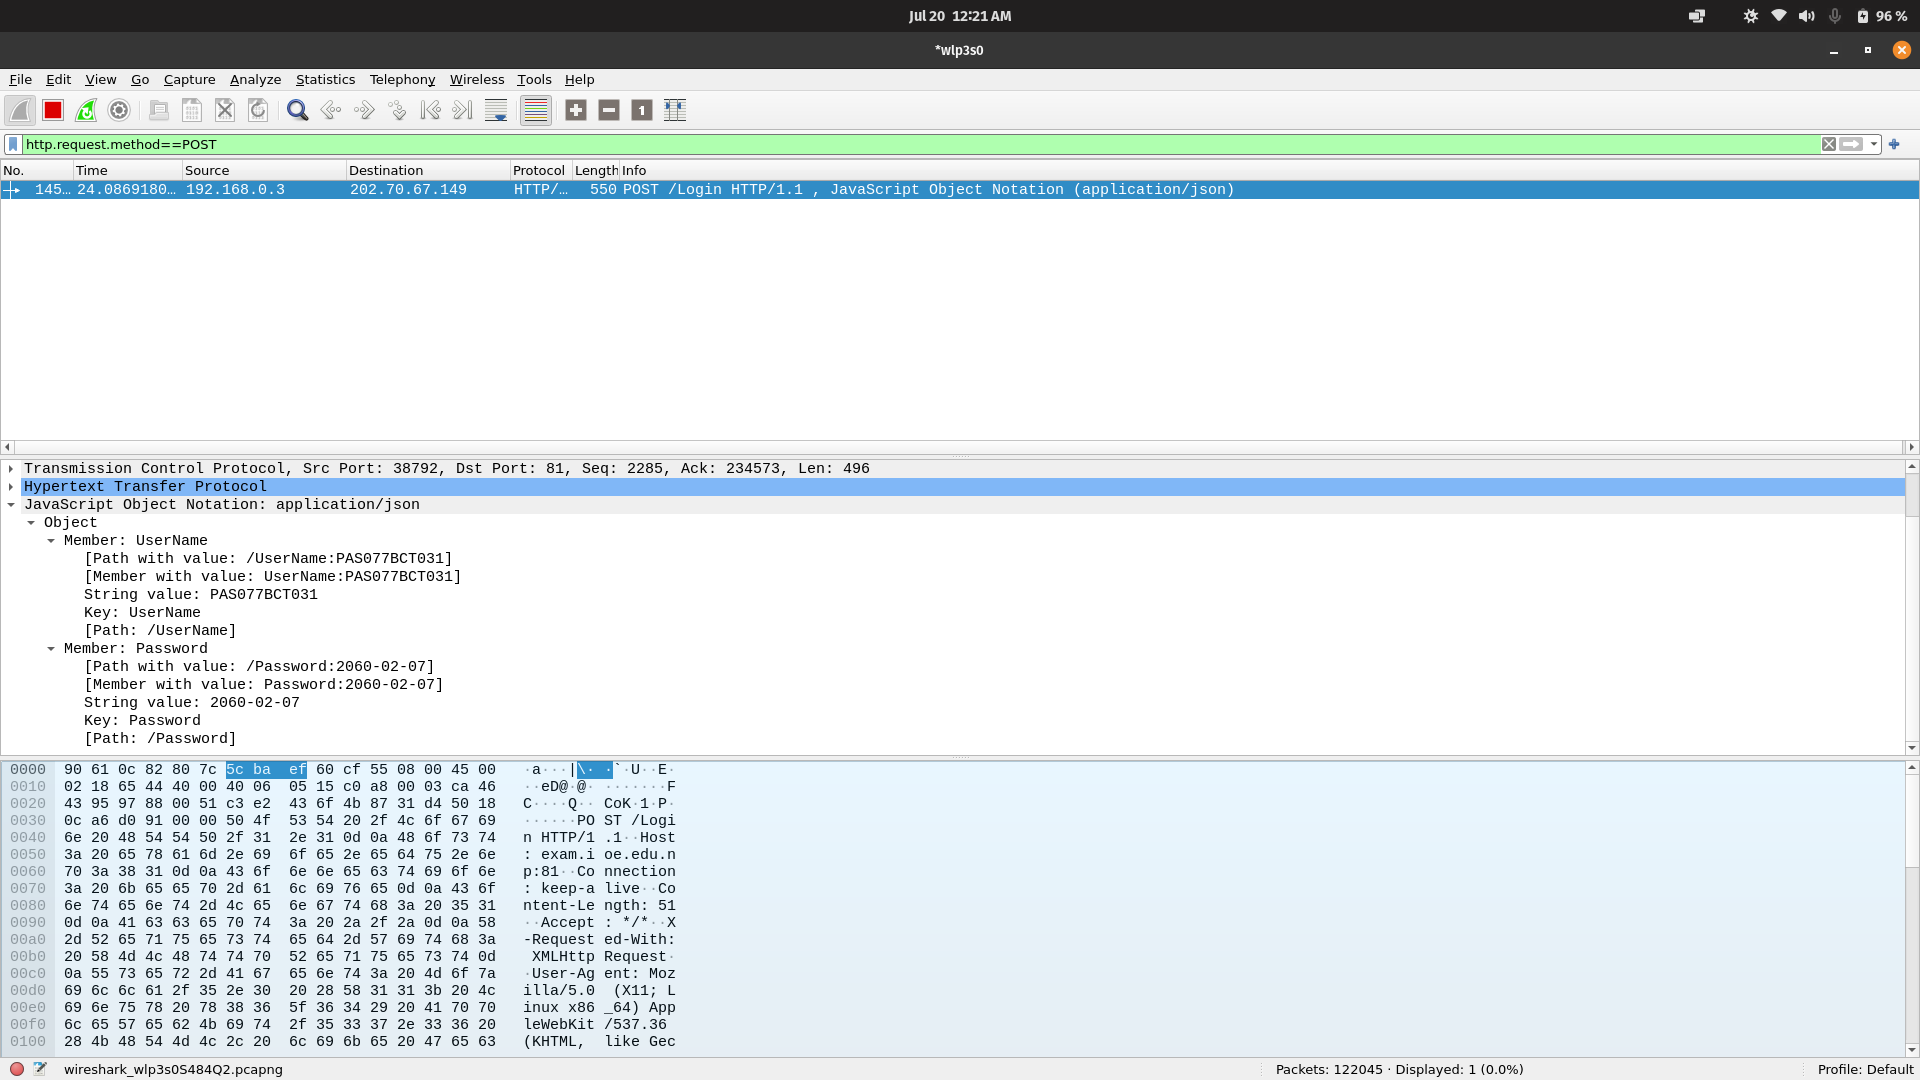 Jul 20 12:21 AM
96 %
*wlp3s0
File Edit View Go Capture Analyze Statistics Telephony Wireless Tools Help
http.request.method==POST
No. Time Source Destination Protocol Length Info
145… 24.0869180… 192.168.0.3 202.70.67.149 HTTP/… 550 POST /Login HTTP/1.1 , JavaScript Object Notation (application/json)
Transmission Control Protocol, Src Port: 38792, Dst Port: 81, Seq: 2285, Ack: 234573, Len: 496
Hypertext Transfer Protocol
JavaScript Object Notation: application/json
Object
Member: UserName
[Path with value: /UserName:PAS077BCT031]
[Member with value: UserName:PAS077BCT031]
String value: PAS077BCT031
Key: UserName
[Path: /UserName]
Member: Password
[Path with value: /Password:2060-02-07]
[Member with value: Password:2060-02-07]
String value: 2060-02-07
Key: Password
[Path: /Password]
0000 90 61 0c 82 80 7c 5c ba ef 60 cf 55 08 00 45 00 ·a···|\· ·`·U··E·
0010 02 18 65 44 40 00 40 06 05 15 c0 a8 00 03 ca 46 ··eD@·@· ·······F
0020 43 95 97 88 00 51 c3 e2 43 6f 4b 87 31 d4 50 18 C····Q·· CoK·1·P·
0030 0c a6 d0 91 00 00 50 4f 53 54 20 2f 4c 6f 67 69 ······PO ST /Logi
0040 6e 20 48 54 54 50 2f 31 2e 31 0d 0a 48 6f 73 74 n HTTP/1 .1··Host
0050 3a 20 65 78 61 6d 2e 69 6f 65 2e 65 64 75 2e 6e : exam.i oe.edu.n
0060 70 3a 38 31 0d 0a 43 6f 6e 6e 65 63 74 69 6f 6e p:81··Co nnection
0070 3a 20 6b 65 65 70 2d 61 6c 69 76 65 0d 0a 43 6f : keep-a live··Co
0080 6e 74 65 6e 74 2d 4c 65 6e 67 74 68 3a 20 35 31 ntent-Le ngth: 51
0090 0d 0a 41 63 63 65 70 74 3a 20 2a 2f 2a 0d 0a 58 ··Accept : */*··X
00a0 2d 52 65 71 75 65 73 74 65 64 2d 57 69 74 68 3a -Request ed-With:
00b0 20 58 4d 4c 48 74 74 70 52 65 71 75 65 73 74 0d XMLHttp Request·
00c0 0a 55 73 65 72 2d 41 67 65 6e 74 3a 20 4d 6f 7a ·User-Ag ent: Moz
00d0 69 6c 6c 61 2f 35 2e 30 20 28 58 31 31 3b 20 4c illa/5.0 (X11; L
00e0 69 6e 75 78 20 78 38 36 5f 36 34 29 20 41 70 70 inux x86 _64) App
00f0 6c 65 57 65 62 4b 69 74 2f 35 33 37 2e 33 36 20 leWebKit /537.36
0100 28 4b 48 54 4d 4c 2c 20 6c 69 6b 65 20 47 65 63 (KHTML, like Gec
wireshark_wlp3s0S484Q2.pcapng
Packets: 122045 · Displayed: 1 (0.0%)
Profile: Default